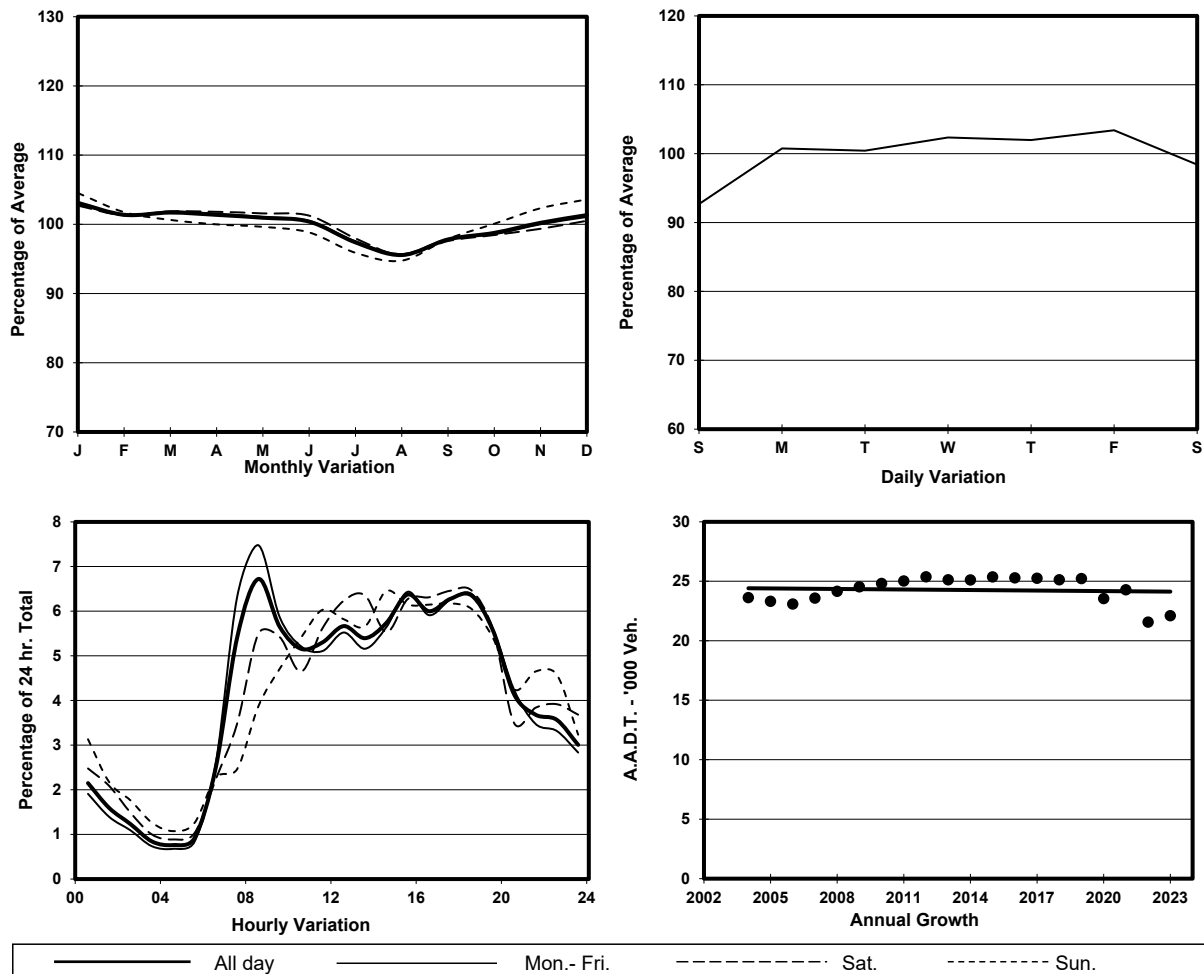 130
120
110
100
90
80
70
Percentage of Average
J F M A M J J A S O N D
Monthly Variation
120
110
100
90
80
70
60
Percentage of Average
S M T W T F S
Daily Variation
8
7
6
5
4
3
2
1
0
Percentage of 24 hr. Total
00 04 08 12 16 20 24
Hourly Variation
30
25
20
15
10
5
0
A.A.D.T. - '000 Veh.
2002 2005 2008 2011 2014 2017 2020 2023
Annual Growth
All day Mon.- Fri. Sat. Sun.